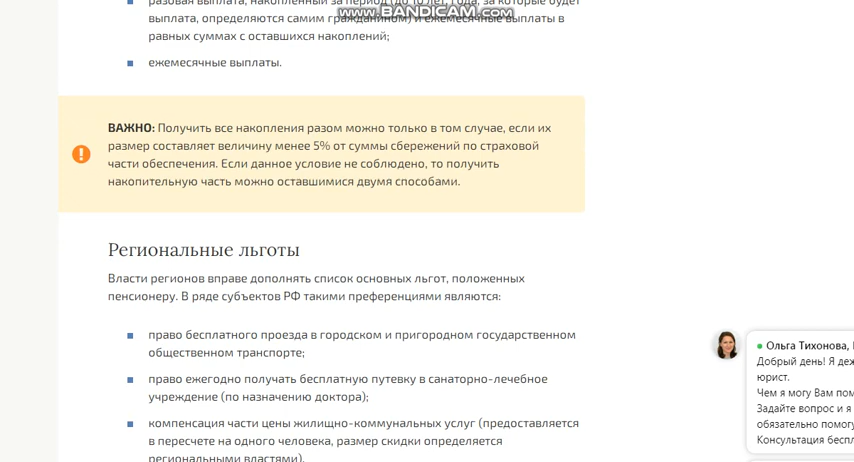 разовая выплата, накопленный за период (до 10 лет, года, за которые будет
www.BANDICAM.com
выплата, определяются самим гражданином) и ежемесячные выплаты в
равных суммах с оставшихся накоплений;
ежемесячные выплаты.
ВАЖНО: Получить все накопления разом можно только в том случае, если их
размер составляет величину менее 5% от суммы сбережений по страховой
части обеспечения. Если данное условие не соблюдено, то получить
накопительную часть можно оставшимися двумя способами.
Региональные льготы
Власти регионов вправе дополнять список основных льгот, положенных
пенсионеру. В ряде субъектов РФ такими преференциями являются:
право бесплатного проезда в городском и пригородном государственном
общественном транспорте;
право ежегодно получать бесплатную путевку в санаторно-лечебное
учреждение (по назначению доктора);
компенсация части цены жилищно-коммунальных услуг (предоставляется
в пересчете на одного человека, размер скидки определяется
региональными властями).
Ольга Тихонова,
Добрый день! Я деж
юрист.
Чем я могу Вам пом
Задайте вопрос и я
обязательно помогу
Консультация беспл